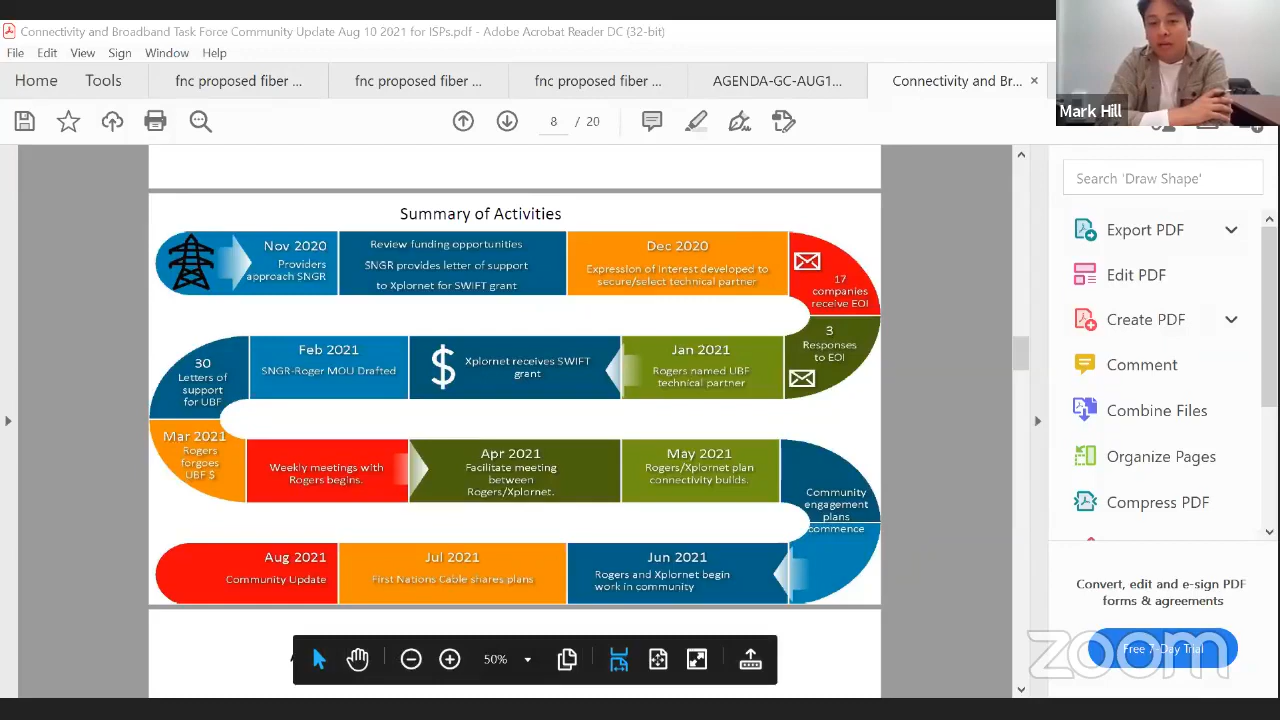 Connectivity and Broadband Task Force Community Update Aug 10 2021 for ISPs.pdf - Adobe Acrobat Reader DC (32-bit)
File Edit View Sign Window Help
Home Tools fnc proposed fiber ... fnc proposed fiber ... fnc proposed fiber ... AGENDA-GC-AUG1... Connectivity and Br... ×
Mark Hill
8 / 20
Search 'Draw Shape'
Summary of Activities
Nov 2020
Providers
approach SNGR
Review funding opportunities
SNGR provides letter of support
to Xplornet for SWIFT grant
Dec 2020
Expression of Interest developed to
secure/select technical partner
17
companies
receive EOI
3
Responses
to EOI
Jan 2021
Rogers named UBF
technical partner
Xplornet receives SWIFT
grant
$
Feb 2021
SNGR-Roger MOU Drafted
30
Letters of
support
for UBF
Mar 2021
Rogers
forgoes
UBF $
Weekly meetings with
Rogers begins.
Apr 2021
Facilitate meeting
between
Rogers/Xplornet.
May 2021
Rogers/Xplornet plan
connectivity builds.
Community
engagement
plans
commence
Jun 2021
Rogers and Xplornet begin
work in community
Jul 2021
First Nations Cable shares plans
Aug 2021
Community Update
50%
Export PDF
Edit PDF
Create PDF
Comment
Combine Files
Organize Pages
Compress PDF
Convert, edit and e-sign PDF
forms & agreements
Free 7-Day Trial
zoom